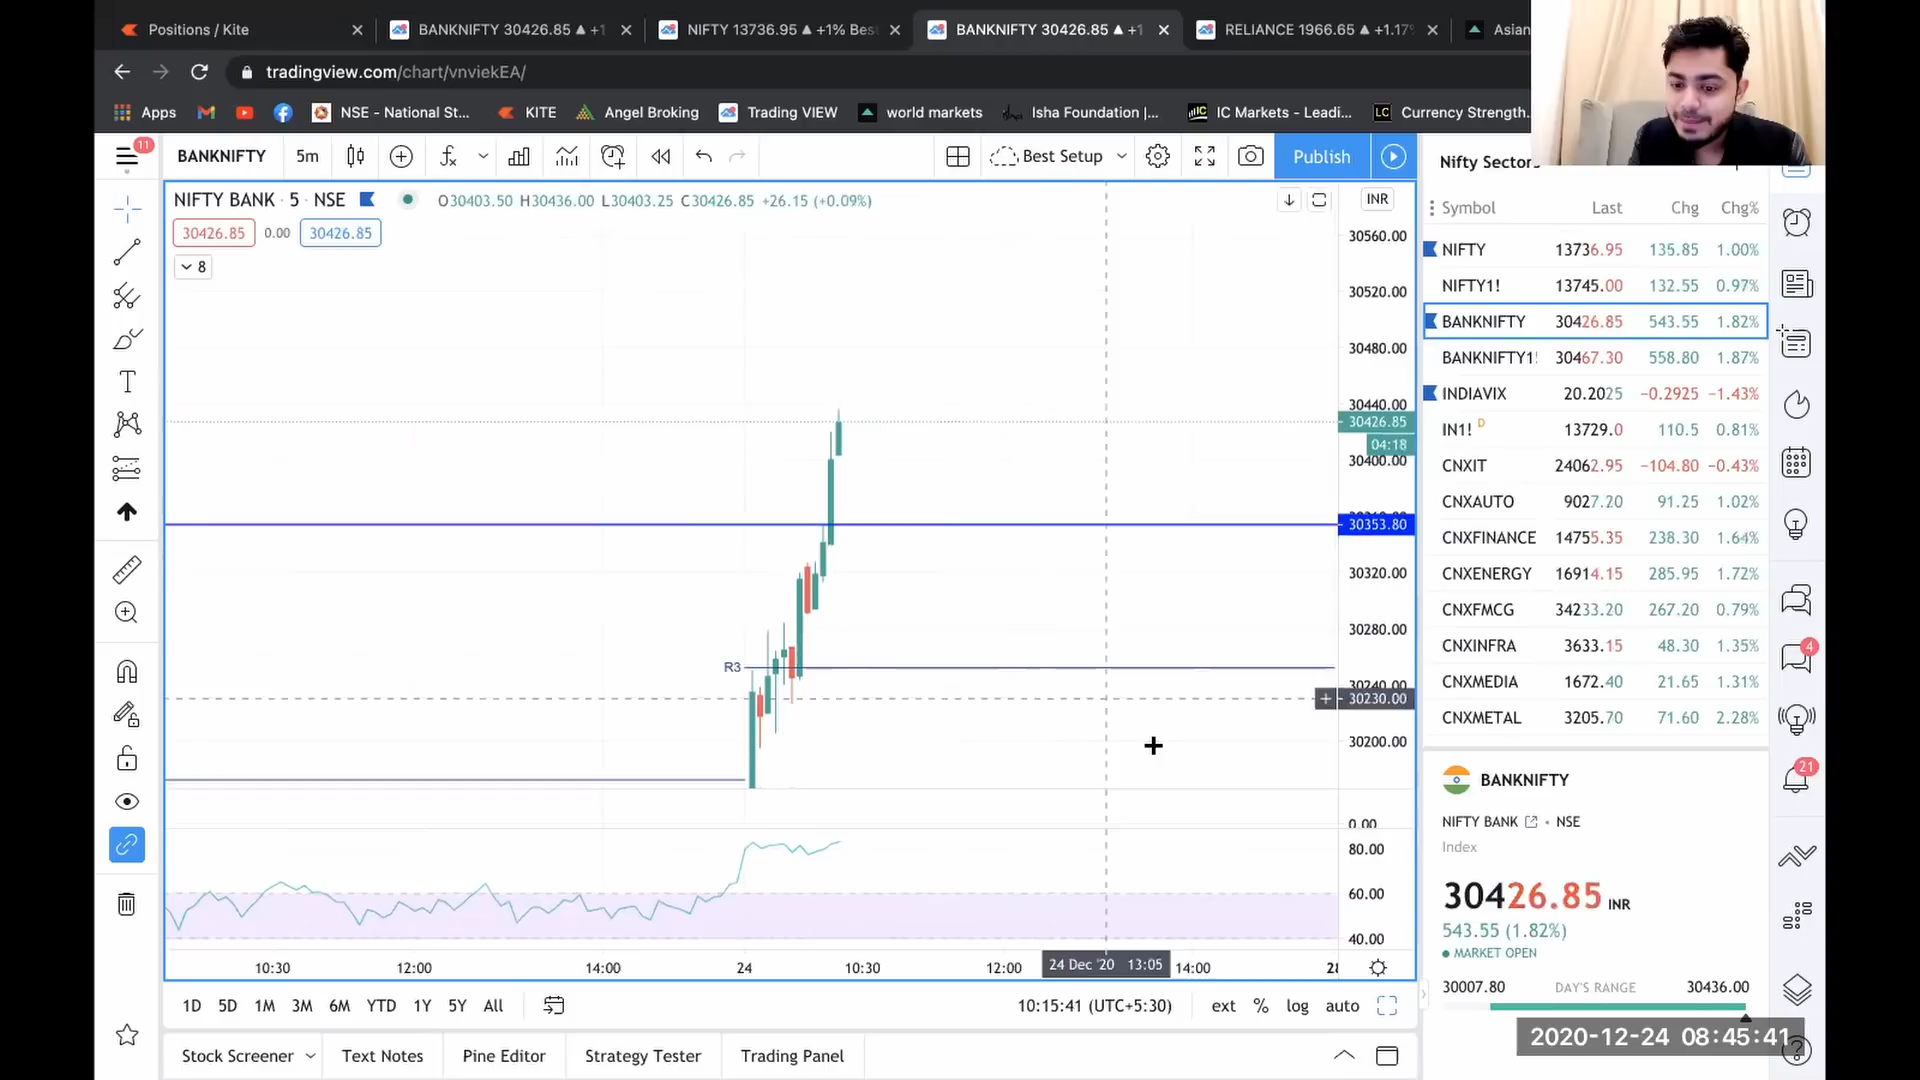 Positions / Kite
BANKNIFTY 30426.85 ▲ +1
NIFTY 13736.95 ▲ +1% Bes
BANKNIFTY 30426.85 ▲ +1
RELIANCE 1966.65 ▲ +1.17%
Asian
tradingview.com/chart/vnviekEA/
Apps
NSE - National St...
KITE
Angel Broking
Trading VIEW
world markets
Isha Foundation |...
IC Markets - Leadi...
Currency Strength...
11
BANKNIFTY
5m
Best Setup
Publish
Nifty Sectors
NIFTY BANK · 5 · NSE
O30403.50 H30436.00 L30403.25 C30426.85 +26.15 (+0.09%)
INR
30426.85 0.00 30426.85
8
30560.00
30520.00
30480.00
30440.00
30426.85
04:18
30400.00
30353.80
30320.00
30280.00
R3
30240.00
30230.00
30200.00
0.00
80.00
60.00
40.00
10:30 12:00 14:00 24 10:30 12:00 24 Dec '20 13:05 14:00 28
1D 5D 1M 3M 6M YTD 1Y 5Y All
10:15:41 (UTC+5:30)
ext % log auto
Stock Screener
Text Notes
Pine Editor
Strategy Tester
Trading Panel
Symbol Last Chg Chg%
NIFTY 13736.95 135.85 1.00%
NIFTY1! 13745.00 132.55 0.97%
BANKNIFTY 30426.85 543.55 1.82%
BANKNIFTY1! 30467.30 558.80 1.87%
INDIAVIX 20.2025 −0.2925 −1.43%
IN1! D 13729.0 110.5 0.81%
CNXIT 24062.95 −104.80 −0.43%
CNXAUTO 9027.20 91.25 1.02%
CNXFINANCE 14755.35 238.30 1.64%
CNXENERGY 16914.15 285.95 1.72%
CNXFMCG 34233.20 267.20 0.79%
CNXINFRA 3633.15 48.30 1.35%
CNXMEDIA 1672.40 21.65 1.31%
CNXMETAL 3205.70 71.60 2.28%
4
21
BANKNIFTY
NIFTY BANK · NSE
Index
30426.85 INR
543.55 (1.82%)
MARKET OPEN
30007.80 DAY'S RANGE 30436.00
2020-12-24 08:45:41